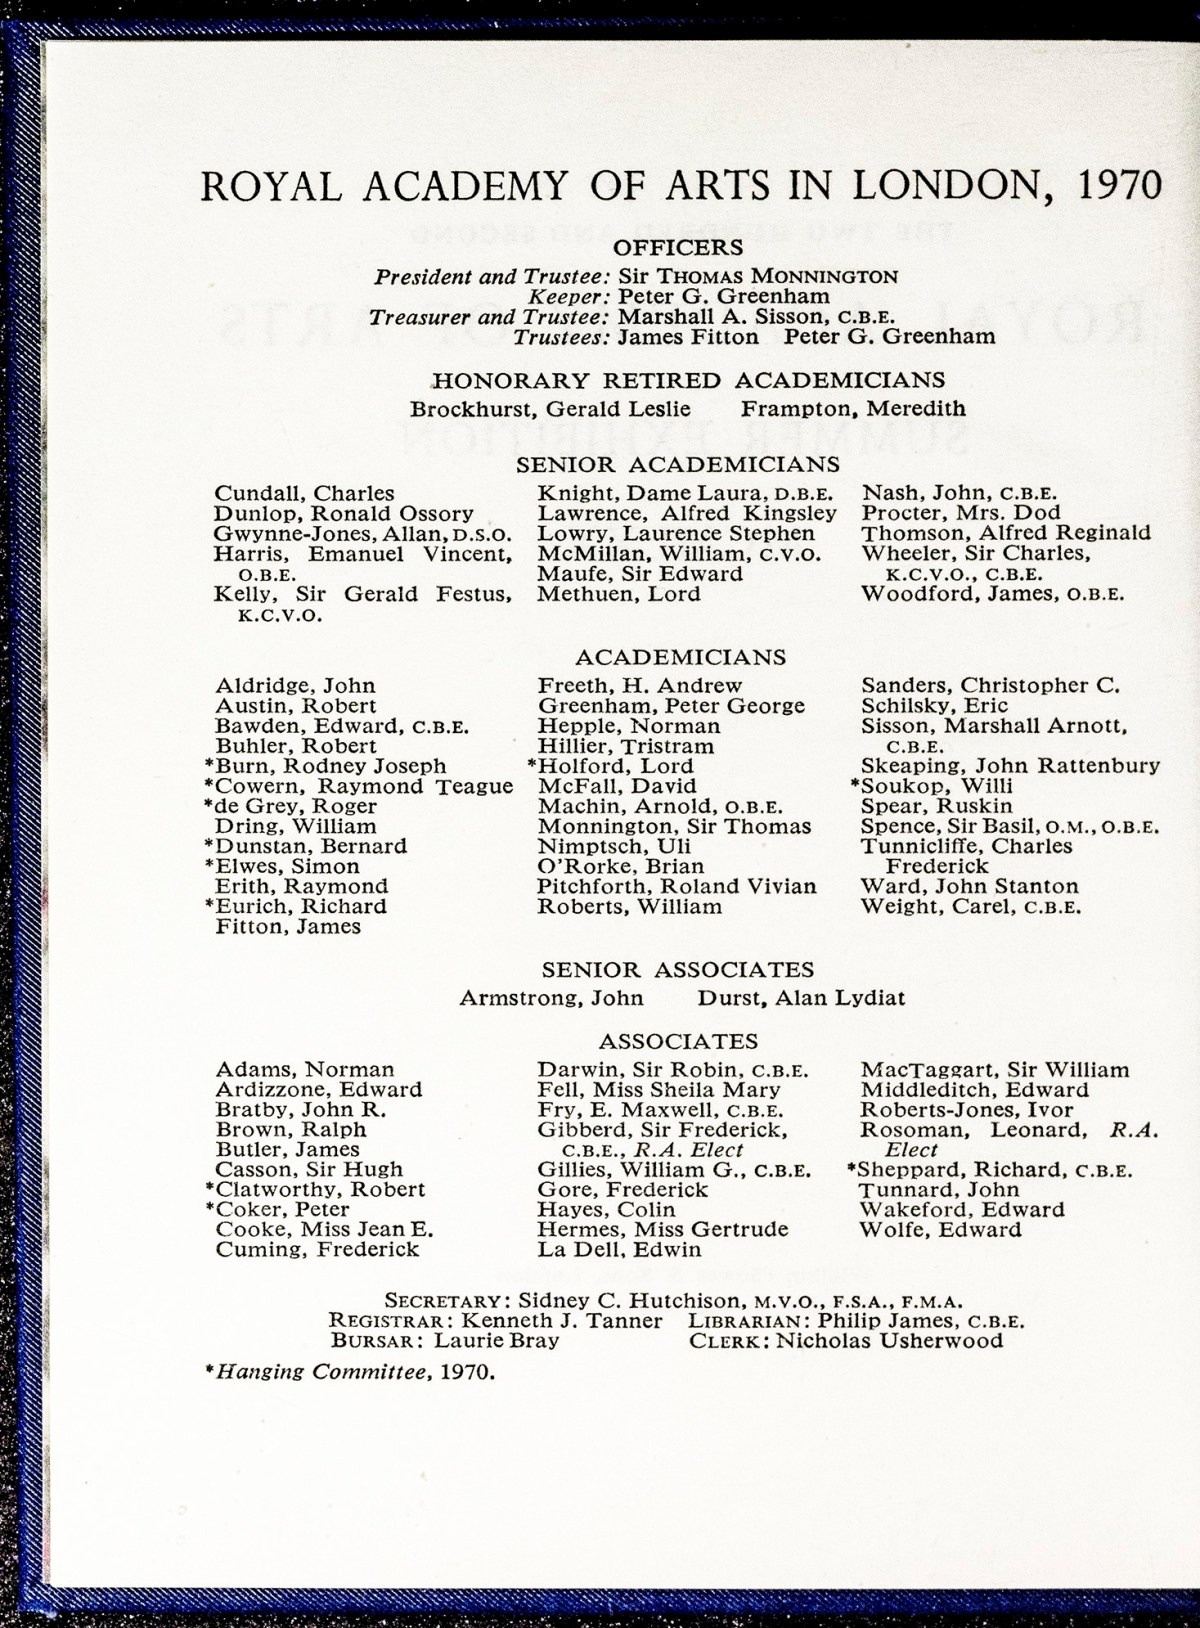 ROYAL ACADEMY OF ARTS IN LONDON, 1970
OFFICERS
President and Trustee: Sir THOMAS MONNINGTON
Keeper: Peter G. Greenham
Treasurer and Trustee: Marshall A. Sisson, C.B.E.
Trustees: James Fitton Peter G. Greenham
HONORARY RETIRED ACADEMICIANS
Brockhurst, Gerald Leslie Frampton, Meredith
SENIOR ACADEMICIANS
Cundall, Charles
Dunlop, Ronald Ossory
Gwynne-Jones, Allan, D.S.O.
Harris, Emanuel Vincent,
O.B.E.
Kelly, Sir Gerald Festus,
K.C.V.O.
Knight, Dame Laura, D.B.E.
Lawrence, Alfred Kingsley
Lowry, Laurence Stephen
McMillan, William, C.V.O.
Maufe, Sir Edward
Methuen, Lord
Nash, John, C.B.E.
Procter, Mrs. Dod
Thomson, Alfred Reginald
Wheeler, Sir Charles,
K.C.V.O., C.B.E.
Woodford, James, O.B.E.
ACADEMICIANS
Aldridge, John
Austin, Robert
Bawden, Edward, C.B.E.
Buhler, Robert
*Burn, Rodney Joseph
*Cowern, Raymond Teague
*de Grey, Roger
Dring, William
*Dunstan, Bernard
*Elwes, Simon
Erith, Raymond
*Eurich, Richard
Fitton, James
Freeth, H. Andrew
Greenham, Peter George
Hepple, Norman
Hillier, Tristram
*Holford, Lord
McFall, David
Machin, Arnold, O.B.E.
Monnington, Sir Thomas
Nimptsch, Uli
O'Rorke, Brian
Pitchforth, Roland Vivian
Roberts, William
Sanders, Christopher C.
Schilsky, Eric
Sisson, Marshall Arnott,
C.B.E.
Skeaping, John Rattenbury
*Soukop, Willi
Spear, Ruskin
Spence, Sir Basil, O.M., O.B.E.
Tunnicliffe, Charles
Frederick
Ward, John Stanton
Weight, Carel, C.B.E.
SENIOR ASSOCIATES
Armstrong, John Durst, Alan Lydiat
ASSOCIATES
Adams, Norman
Ardizzone, Edward
Bratby, John R.
Brown, Ralph
Butler, James
Casson, Sir Hugh
*Clatworthy, Robert
*Coker, Peter
Cooke, Miss Jean E.
Cuming, Frederick
Darwin, Sir Robin, C.B.E.
Fell, Miss Sheila Mary
Fry, E. Maxwell, C.B.E.
Gibberd, Sir Frederick,
C.B.E., R.A. Elect
Gillies, William G., C.B.E.
Gore, Frederick
Hayes, Colin
Hermes, Miss Gertrude
La Dell, Edwin
MacTaggart, Sir William
Middleditch, Edward
Roberts-Jones, Ivor
Rosoman, Leonard, R.A.
Elect
*Sheppard, Richard, C.B.E.
Tunnard, John
Wakeford, Edward
Wolfe, Edward
SECRETARY: Sidney C. Hutchison, M.V.O., F.S.A., F.M.A.
REGISTRAR: Kenneth J. Tanner LIBRARIAN: Philip James, C.B.E.
BURSAR: Laurie Bray CLERK: Nicholas Usherwood
*Hanging Committee, 1970.